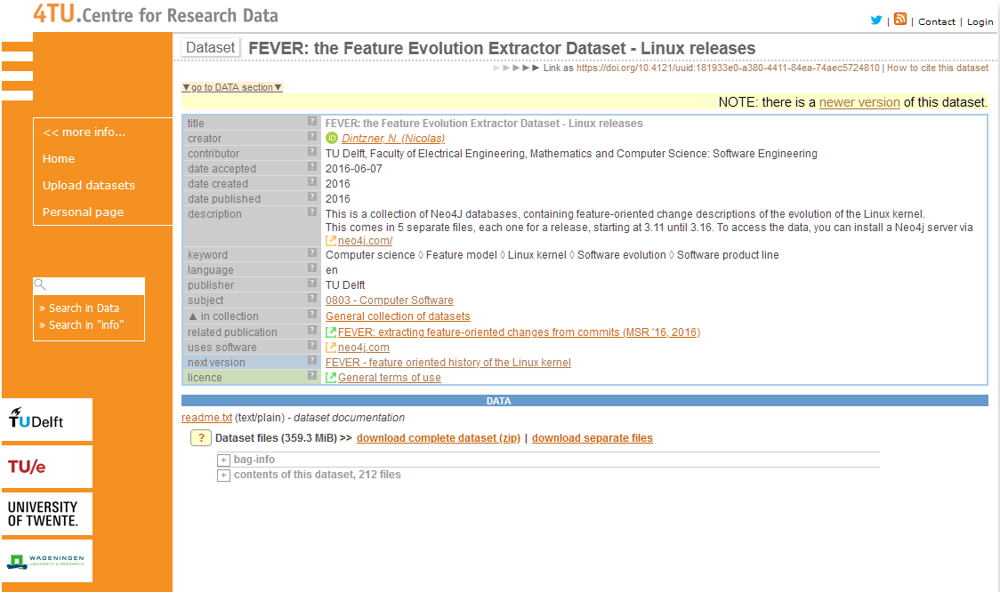 4TU.Centre for Research Data
| | Contact | Login
Dataset FEVER: the Feature Evolution Extractor Dataset - Linux releases
Link as https://doi.org/10.4121/uuid:181933e0-a380-4411-84ea-74aec5724810 | How to cite this dataset
▼go to DATA section▼
NOTE: there is a newer version of this dataset.
<< more info...
Home
Upload datasets
Personal page
» Search in Data
» Search in "info"
title ? FEVER: the Feature Evolution Extractor Dataset - Linux releases
creator ? iD Dintzner, N. (Nicolas)
contributor ? TU Delft, Faculty of Electrical Engineering, Mathematics and Computer Science: Software Engineering
date accepted ? 2016-06-07
date created ? 2016
date published ? 2016
description ? This is a collection of Neo4J databases, containing feature-oriented change descriptions of the evolution of the Linux kernel.
This comes in 5 separate files, each one for a release, starting at 3.11 until 3.16. To access the data, you can install a Neo4j server via
neo4j.com/
keyword ? Computer science ◊ Feature model ◊ Linux kernel ◊ Software evolution ◊ Software product line
language ? en
publisher ? TU Delft
subject ? 0803 - Computer Software
▲ in collection ? General collection of datasets
related publication ? FEVER: extracting feature-oriented changes from commits (MSR '16, 2016)
uses software ? neo4j.com
next version ? FEVER - feature oriented history of the Linux kernel
licence ? General terms of use
DATA
readme.txt (text/plain) - dataset documentation
? Dataset files (359.3 MiB) >> download complete dataset (zip) | download separate files
+ bag-info
+ contents of this dataset, 212 files
TUDelft
TU/e
UNIVERSITY
OF TWENTE.
WAGENINGEN
UNIVERSITY & RESEARCH